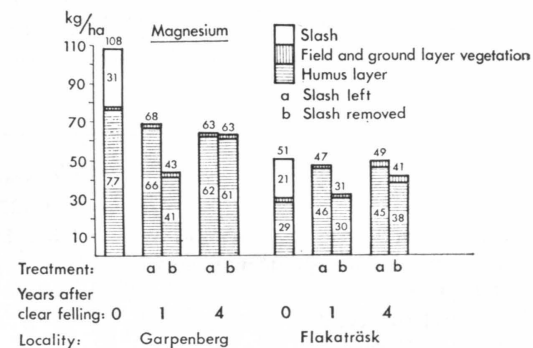 kg/
ha
Magnesium
110
90
70
50
30
10
Slash
Field and ground layer vegetation
Humus layer
a Slash left
b Slash removed
108
31
77
68
66
43
41
63
62
63
61
51
21
29
47
46
31
30
49
45
41
38
Treatment: a b a b a b a b
Years after
clear felling: 0 1 4 0 1 4
Locality: Garpenberg Flakaträsk